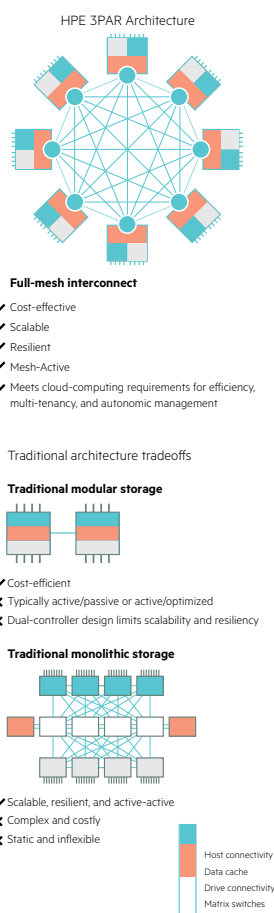 HPE 3PAR Architecture
Full-mesh interconnect
Cost-effective
Scalable
Resilient
Mesh-Active
Meets cloud-computing requirements for efficiency,
multi-tenancy, and autonomic management
Traditional architecture tradeoffs
Traditional modular storage
Cost-efficient
Typically active/passive or active/optimized
Dual-controller design limits scalability and resiliency
Traditional monolithic storage
Scalable, resilient, and active-active
Complex and costly
Static and inflexible
Host connectivity
Data cache
Drive connectivity
Matrix switches